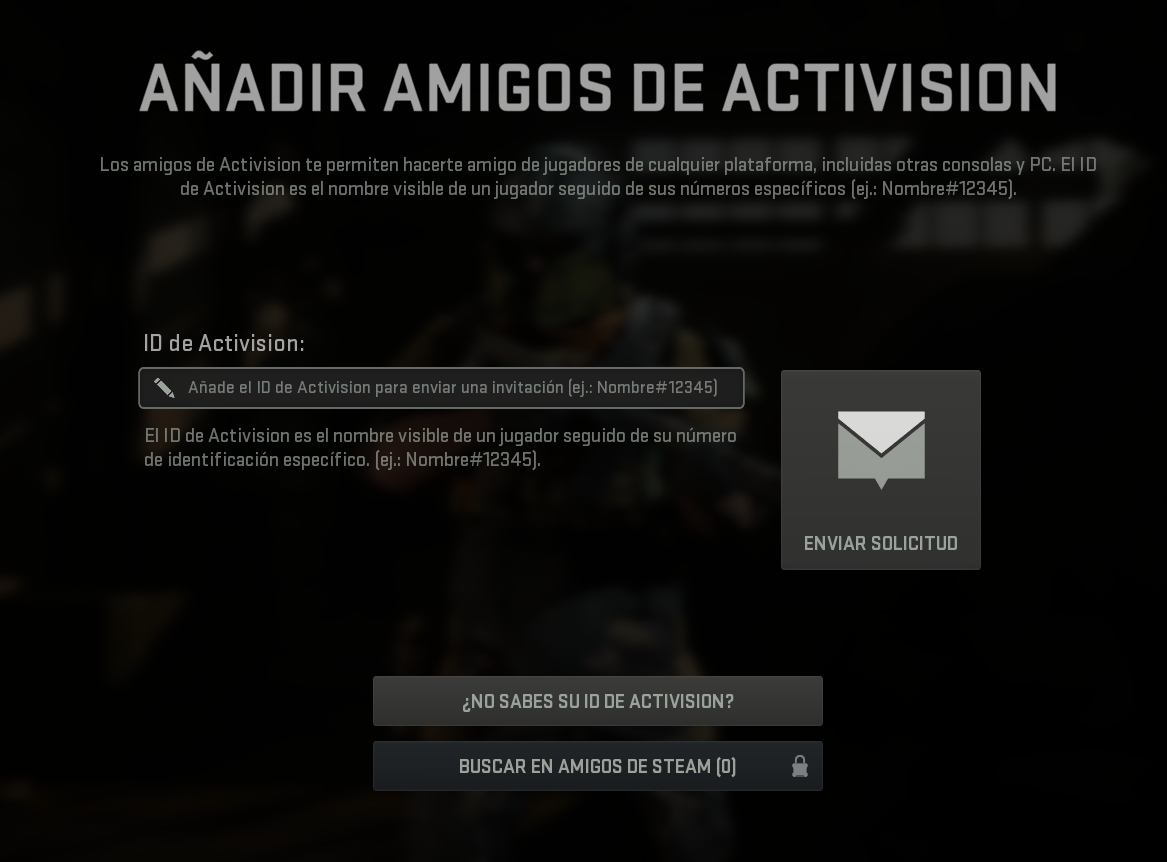 AÑADIR AMIGOS DE ACTIVISION
Los amigos de Activision te permiten hacerte amigo de jugadores de cualquier plataforma, incluidas otras consolas y PC. El ID
de Activision es el nombre visible de un jugador seguido de sus números específicos (ej.: Nombre#12345).
ID de Activision:
Añade el ID de Activision para enviar una invitación (ej.: Nombre#12345)
El ID de Activision es el nombre visible de un jugador seguido de su número
de identificación específico. (ej.: Nombre#12345).
ENVIAR SOLICITUD
¿NO SABES SU ID DE ACTIVISION?
BUSCAR EN AMIGOS DE STEAM (0)